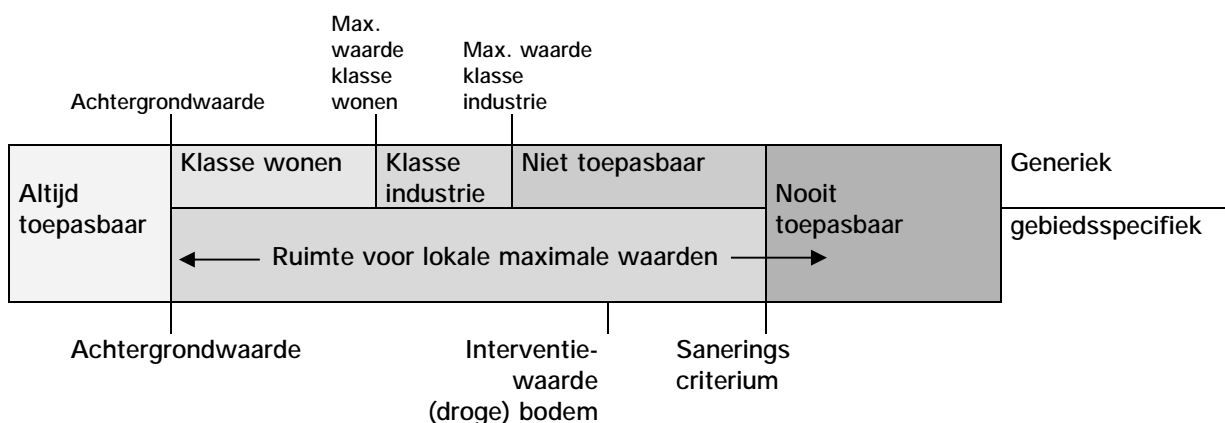 Max.
waarde
klasse
wonen
Max. waarde
klasse
industrie
Achtergrondwaarde
Altijd
toepasbaar
Klasse wonen
Klasse
industrie
Niet toepasbaar
Nooit
toepasbaar
Generiek
gebiedsspecifiek
Ruimte voor lokale maximale waarden
Achtergrondwaarde
Interventie-
waarde
(droge) bodem
Sanerings
criterium